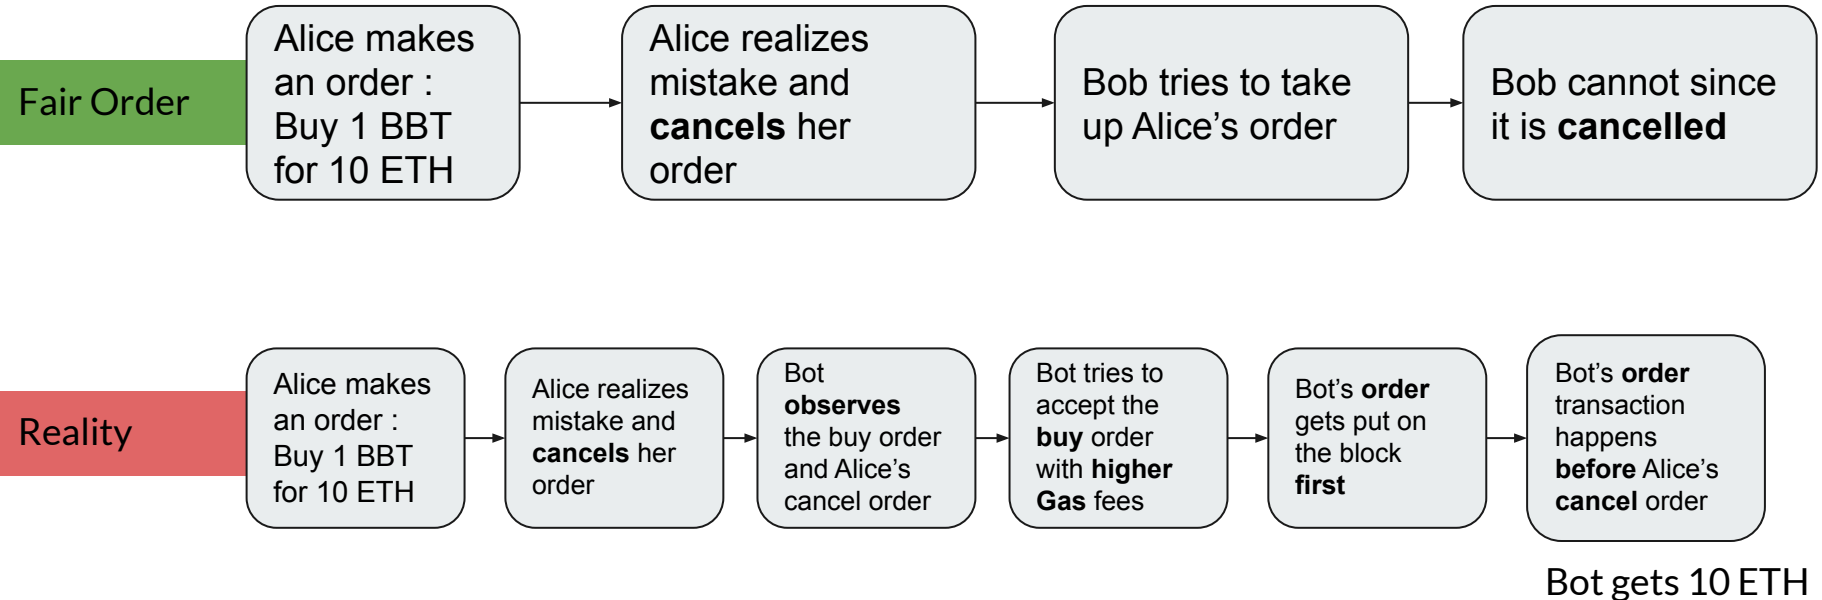 Fair Order
Alice makes
an order :
Buy 1 BBT
for 10 ETH
Alice realizes
mistake and
cancels her
order
Bob tries to take
up Alice’s order
Bob cannot since
it is cancelled
Reality
Alice makes
an order :
Buy 1 BBT
for 10 ETH
Alice realizes
mistake and
cancels her
order
Bot
observes
the buy order
and Alice’s
cancel order
Bot tries to
accept the
buy order
with higher
Gas fees
Bot’s order
gets put on
the block
first
Bot’s order
transaction
happens
before Alice’s
cancel order
Bot gets 10 ETH